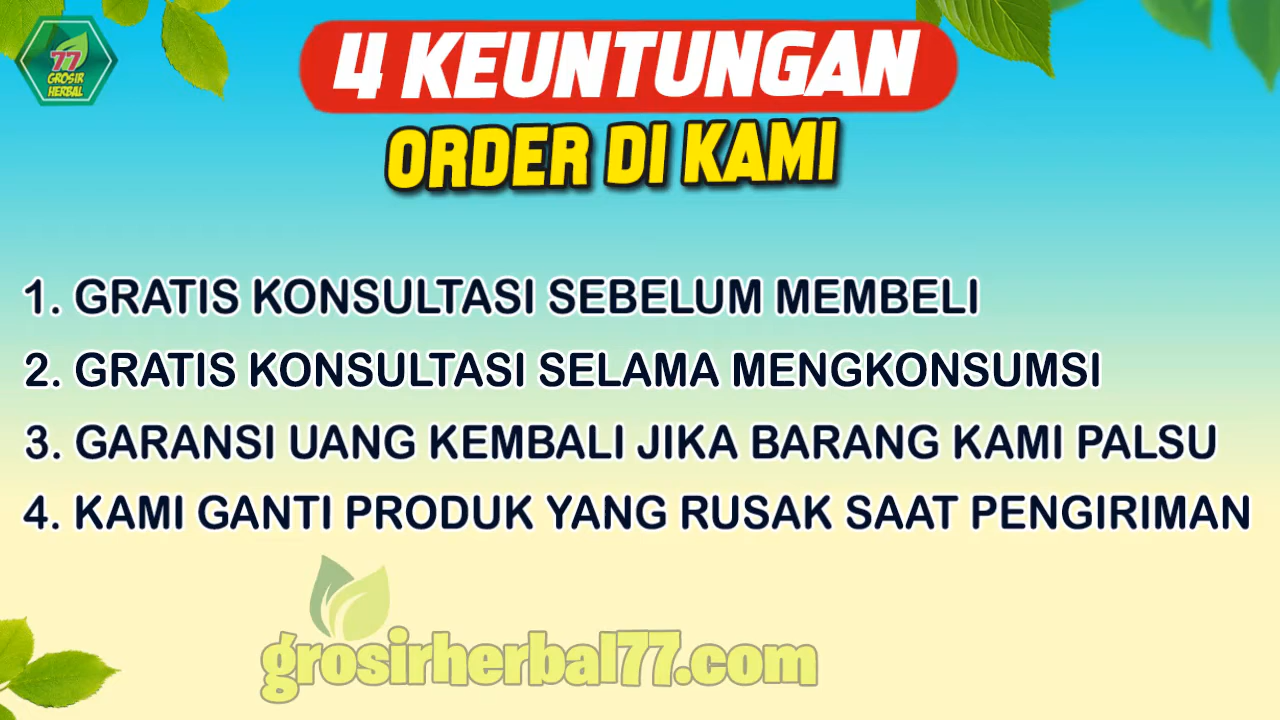 77
GROSIR
HERBAL
4 KEUNTUNGAN
ORDER DI KAMI
1. GRATIS KONSULTASI SEBELUM MEMBELI
2. GRATIS KONSULTASI SELAMA MENGKONSUMSI
3. GARANSI UANG KEMBALI JIKA BARANG KAMI PALSU
4. KAMI GANTI PRODUK YANG RUSAK SAAT PENGIRIMAN
grosirherbal77.com